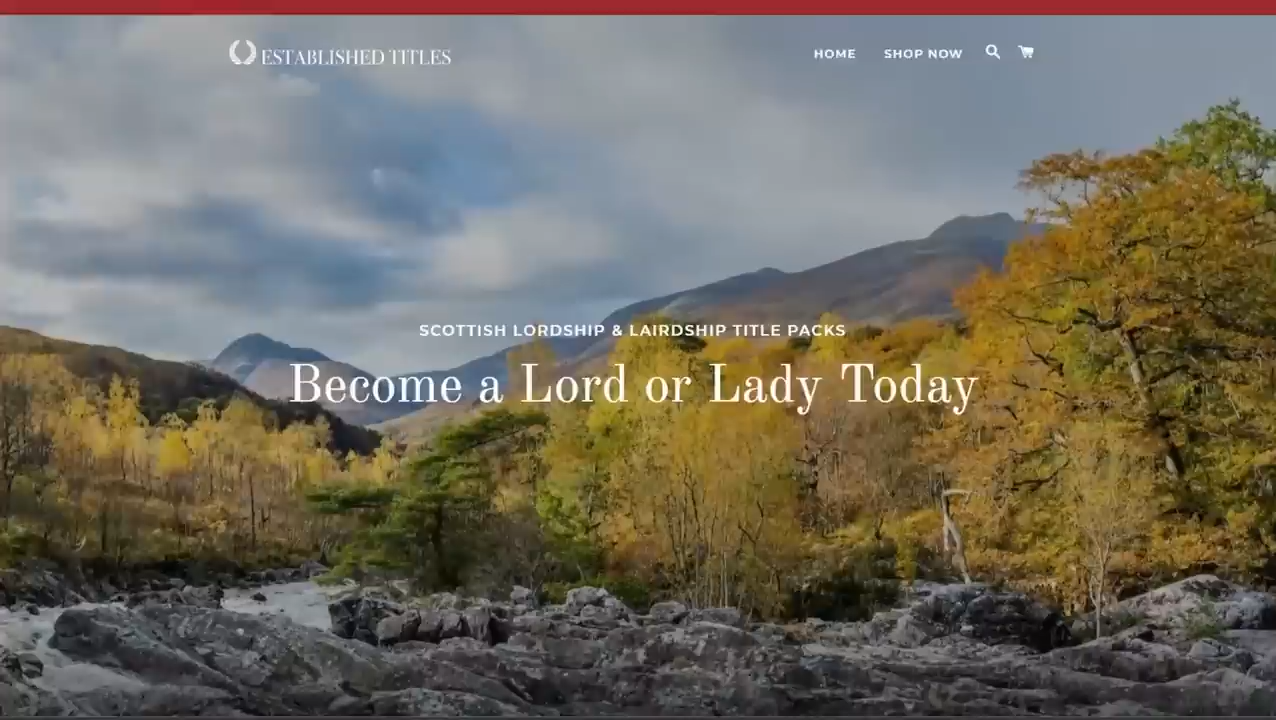 ESTABLISHED TITLES
HOME
SHOP NOW
SCOTTISH LORDSHIP & LAIRDSHIP TITLE PACKS
Become a Lord or Lady Today